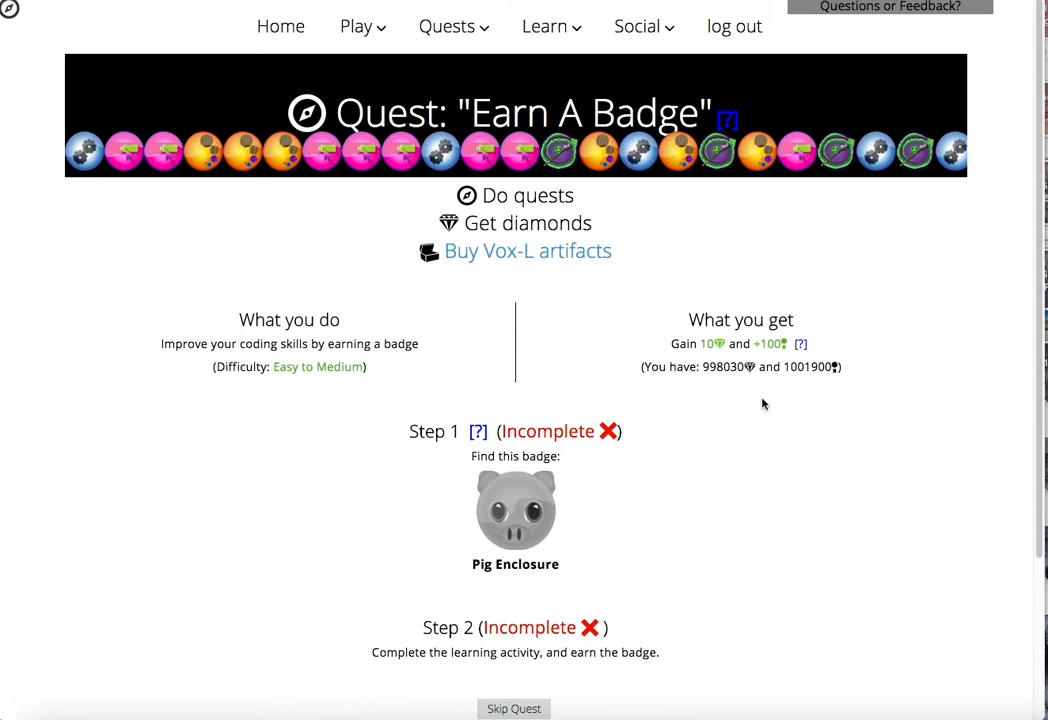 Questions or Feedback?
Home Play Quests Learn Social log out
Quest: "Earn A Badge" [?]
Do quests
Get diamonds
Buy Vox-L artifacts
What you do
Improve your coding skills by earning a badge
(Difficulty: Easy to Medium)
What you get
Gain 10 and +100 [?]
(You have: 998030 and 1001900)
Step 1 [?] (Incomplete ❌)
Find this badge:
Pig Enclosure
Step 2 (Incomplete ❌ )
Complete the learning activity, and earn the badge.
Skip Quest